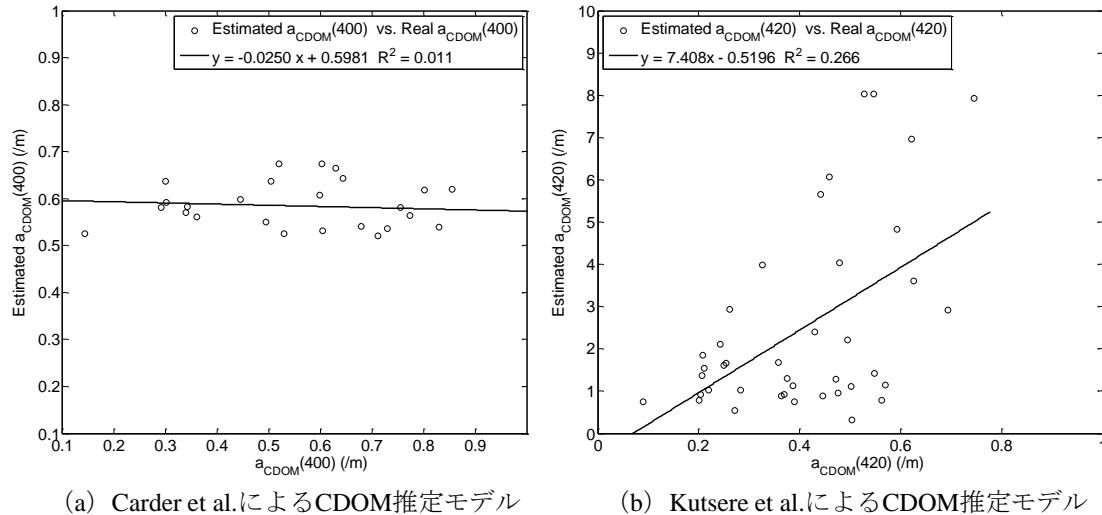 Estimated aCDOM(400) vs. Real aCDOM(400)
y = -0.0250 x + 0.5981 R2 = 0.011
1
0.9
0.8
0.7
0.6
0.5
0.4
0.3
0.2
0.1
Estimated aCDOM(400) (/m)
0.1 0.2 0.3 0.4 0.5 0.6 0.7 0.8 0.9
aCDOM(400) (/m)
(a) Carder et al.によるCDOM推定モデル
Estimated aCDOM(420) vs. Real aCDOM(420)
y = 7.408x - 0.5196 R2 = 0.266
10
9
8
7
6
5
4
3
2
1
0
Estimated aCDOM(420) (/m)
0 0.2 0.4 0.6 0.8 1
aCDOM(420) (/m)
(b) Kutsere et al.によるCDOM推定モデル